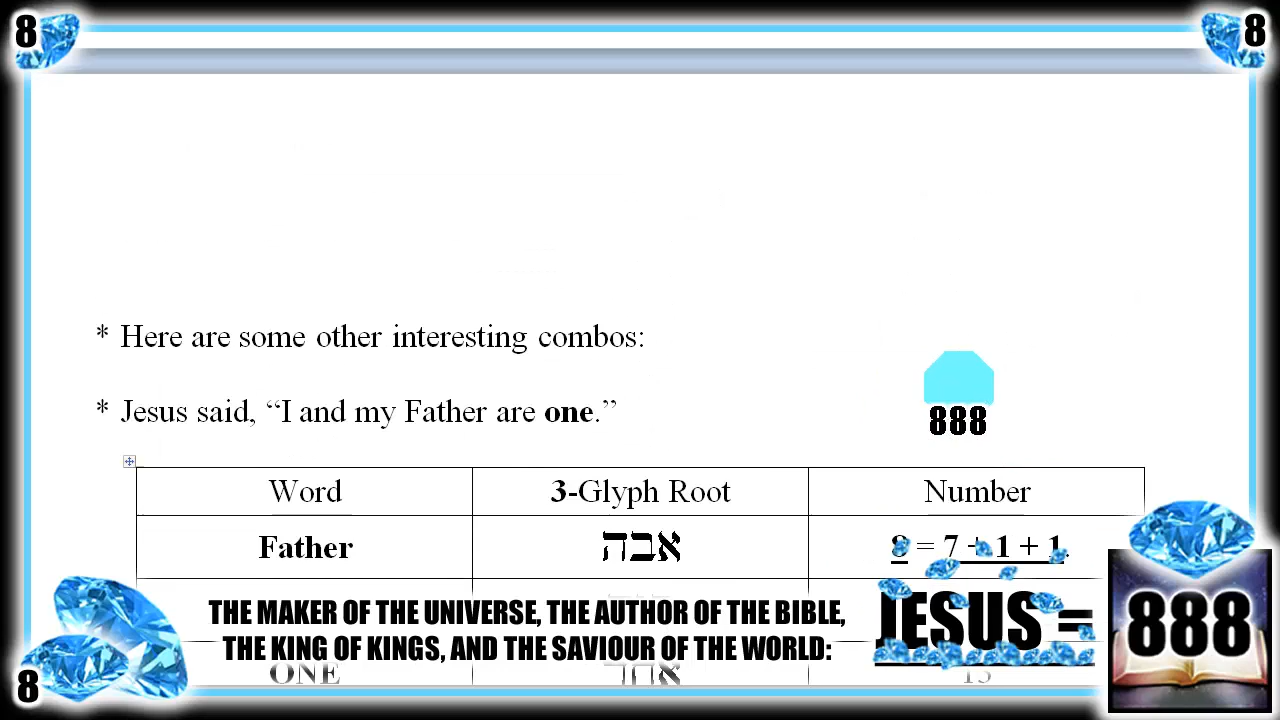 8 8
* Here are some other interesting combos:
* Jesus said, “I and my Father are one.”
888
Word 3-Glyph Root Number
Father אבה 8 = 7 + 1 + 1.
THE MAKER OF THE UNIVERSE, THE AUTHOR OF THE BIBLE,
THE KING OF KINGS, AND THE SAVIOUR OF THE WORLD:
JESUS = 888
ONE אחד 13
8